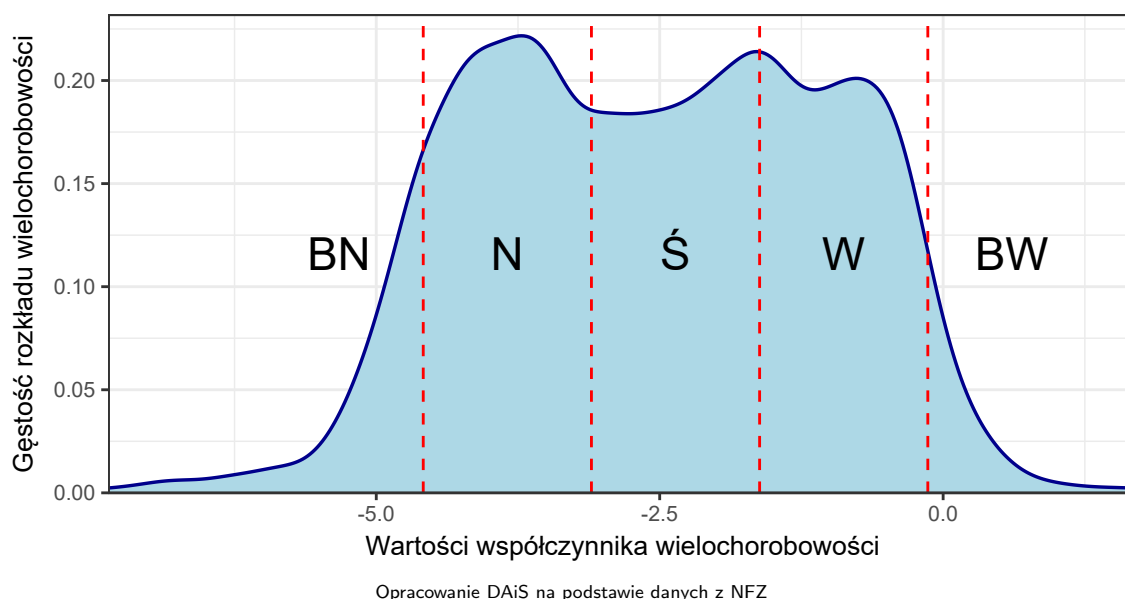 Gęstość rozkładu wielochorobowości
0.20
0.15
0.10
0.05
0.00
BN N Ś W BW
-5.0 -2.5 0.0
Wartości współczynnika wielochorobowości
Opracowanie DAiS na podstawie danych z NFZ